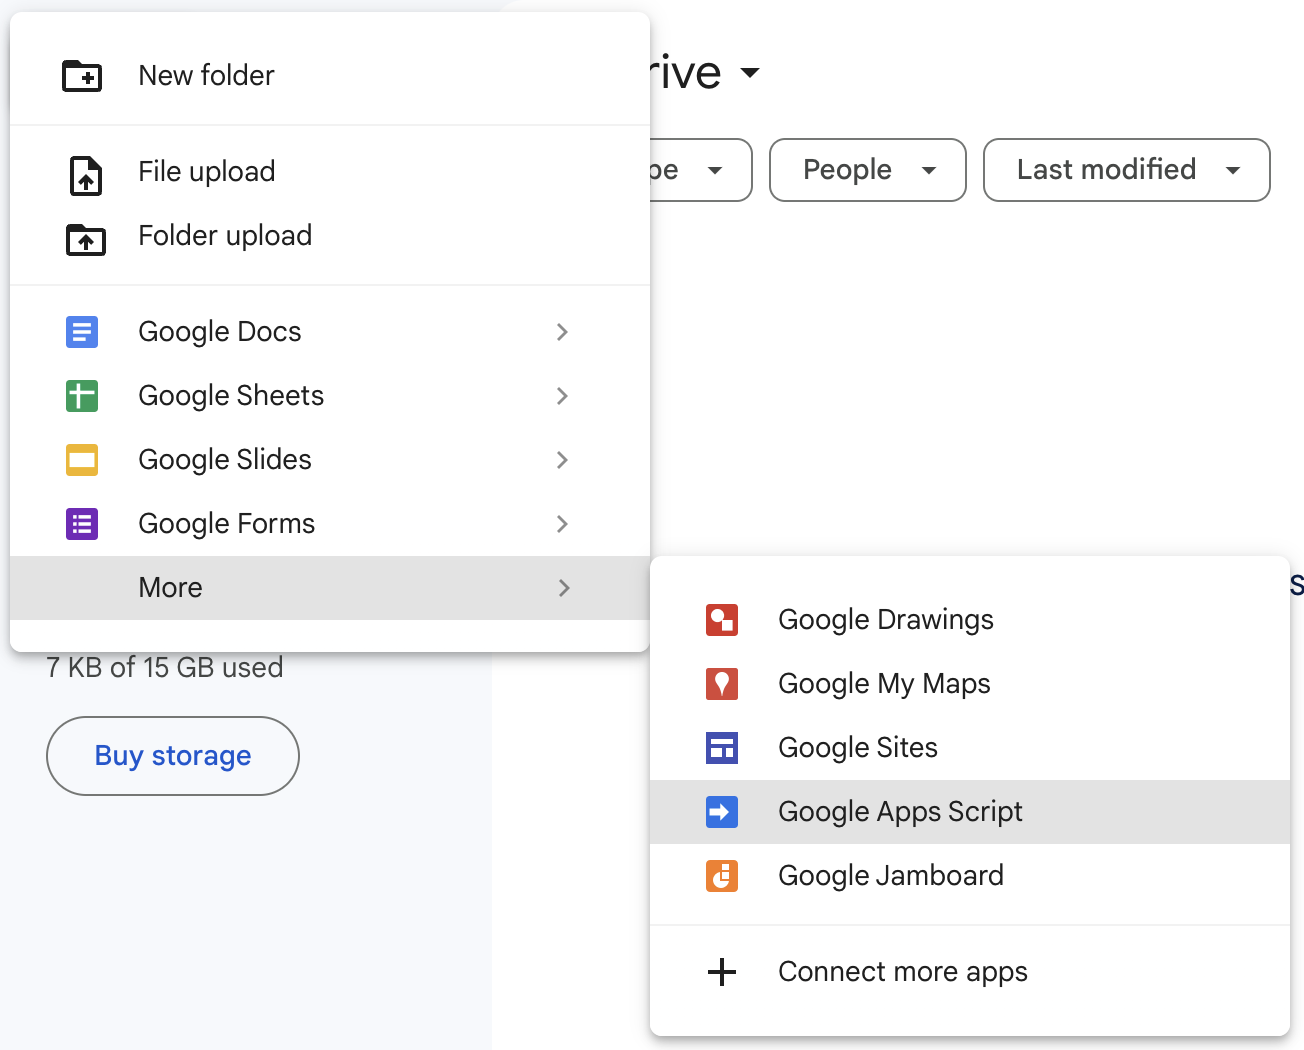 New folder
File upload
Folder upload
Google Docs
Google Sheets
Google Slides
Google Forms
More
7 KB of 15 GB used
Buy storage
People
Last modified
Google Drawings
Google My Maps
Google Sites
Google Apps Script
Google Jamboard
Connect more apps